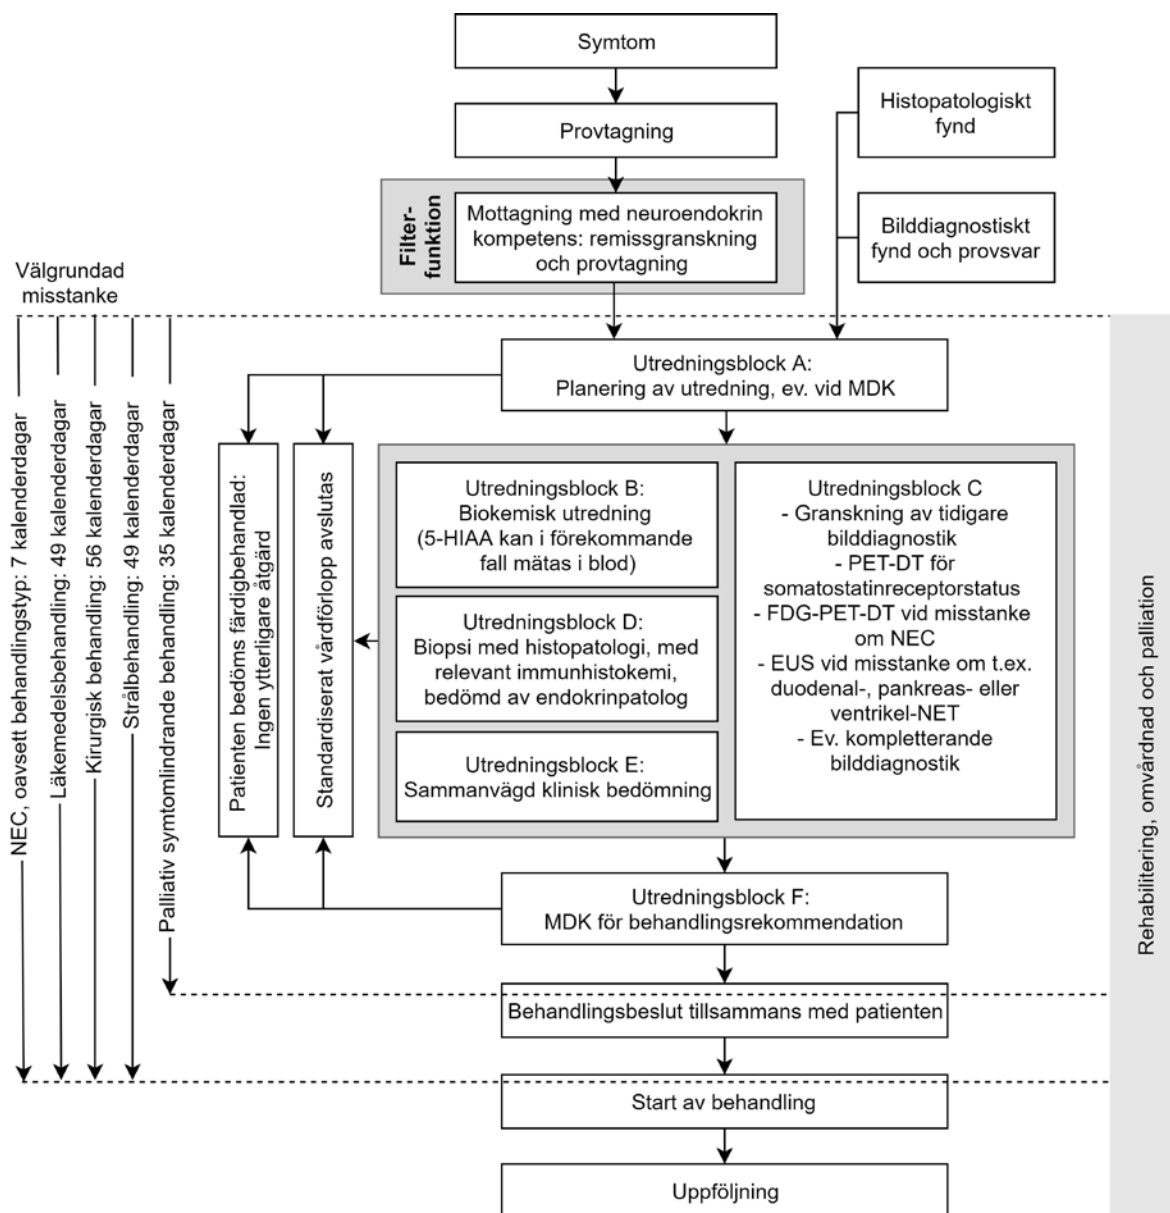 Symtom
Provtagning
Histopatologiskt
fynd
Filter-
funktion
Mottagning med neuroendokrin
kompetens: remissgranskning
och provtagning
Bilddiagnostiskt
fynd och provsvar
Välgrundad
misstanke
NEC, oavsett behandlingstyp: 7 kalenderdagar
Läkemedelsbehandling: 49 kalenderdagar
Kirurgisk behandling: 56 kalenderdagar
Strålbehandling: 49 kalenderdagar
Palliativ symtomlindrande behandling: 35 kalenderdagar
Utredningsblock A:
Planering av utredning, ev. vid MDK
Patienten bedöms färdigbehandlad:
Ingen ytterligare åtgärd
Standardiserat vårdförlopp avslutas
Utredningsblock B:
Biokemisk utredning
(5-HIAA kan i förekommande
fall mätas i blod)
Utredningsblock D:
Biopsi med histopatologi, med
relevant immunhistokemi,
bedömd av endokrinpatolog
Utredningsblock E:
Sammanvägd klinisk bedömning
Utredningsblock C
- Granskning av tidigare
bilddiagnostik
- PET-DT för
somatostatinreceptorstatus
- FDG-PET-DT vid misstanke
om NEC
- EUS vid misstanke om t.ex.
duodenal-, pankreas- eller
ventrikel-NET
- Ev. kompletterande
bilddiagnostik
Utredningsblock F:
MDK för behandlingsrekommendation
Behandlingsbeslut tillsammans med patienten
Start av behandling
Uppföljning
Rehabilitering, omvårdnad och palliation